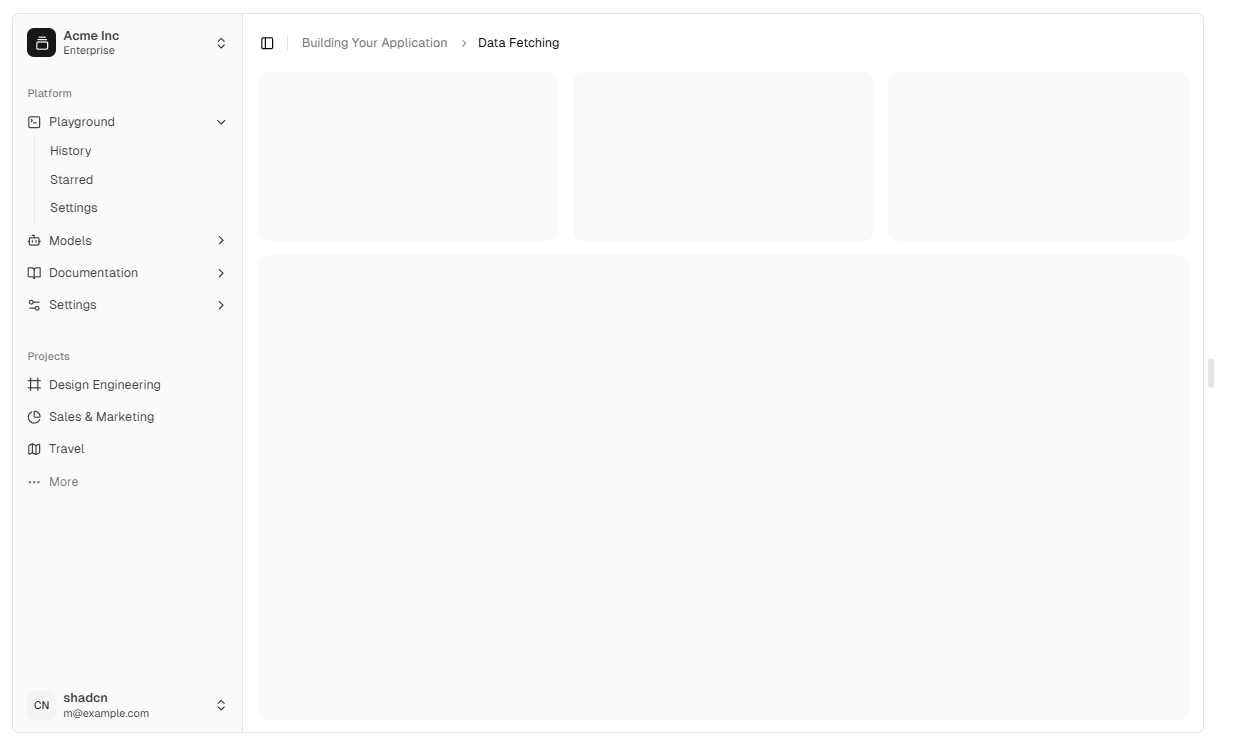 Acme Inc
Enterprise
Building Your Application
Data Fetching
Platform
Playground
History
Starred
Settings
Models
Documentation
Settings
Projects
Design Engineering
Sales & Marketing
Travel
More
CN
shadcn
m@example.com